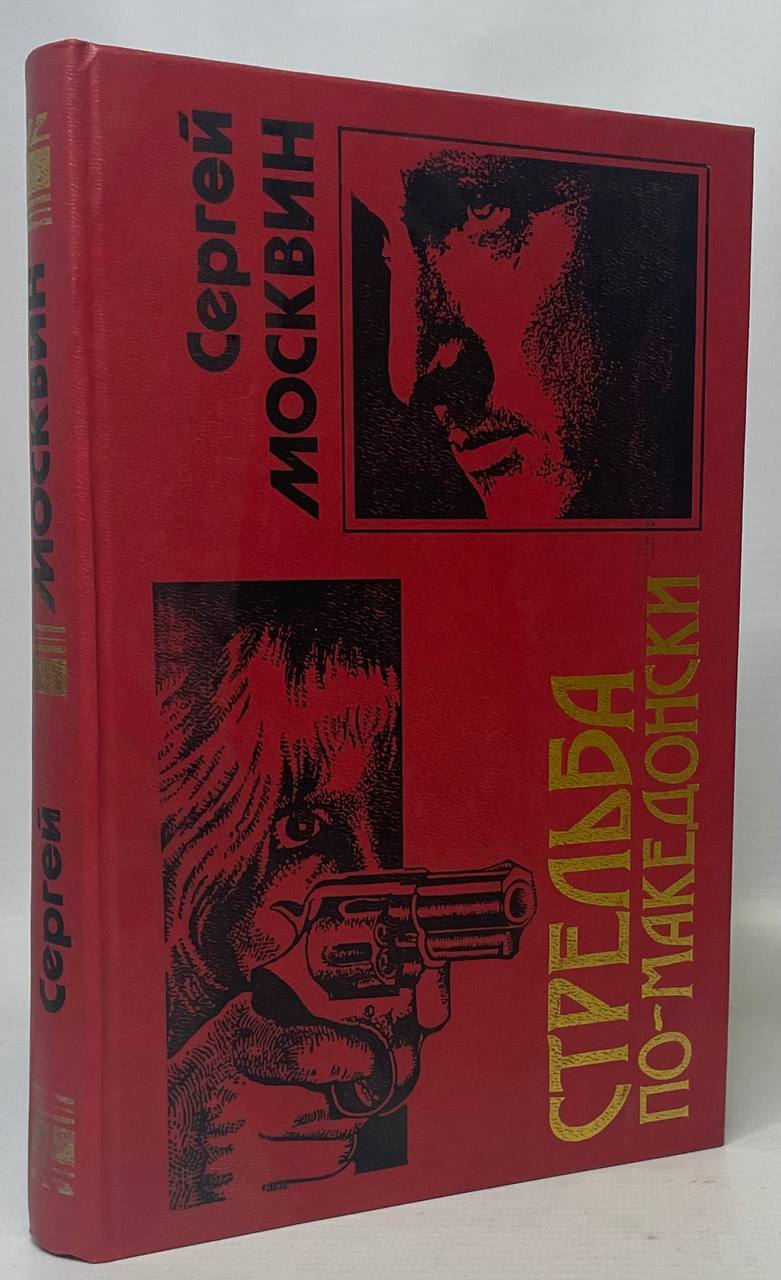 Сергей
МОСКВИН
СТРЕЛЬБА
ПО-МАКЕДОНСКИ
Сергей МОСКВИН